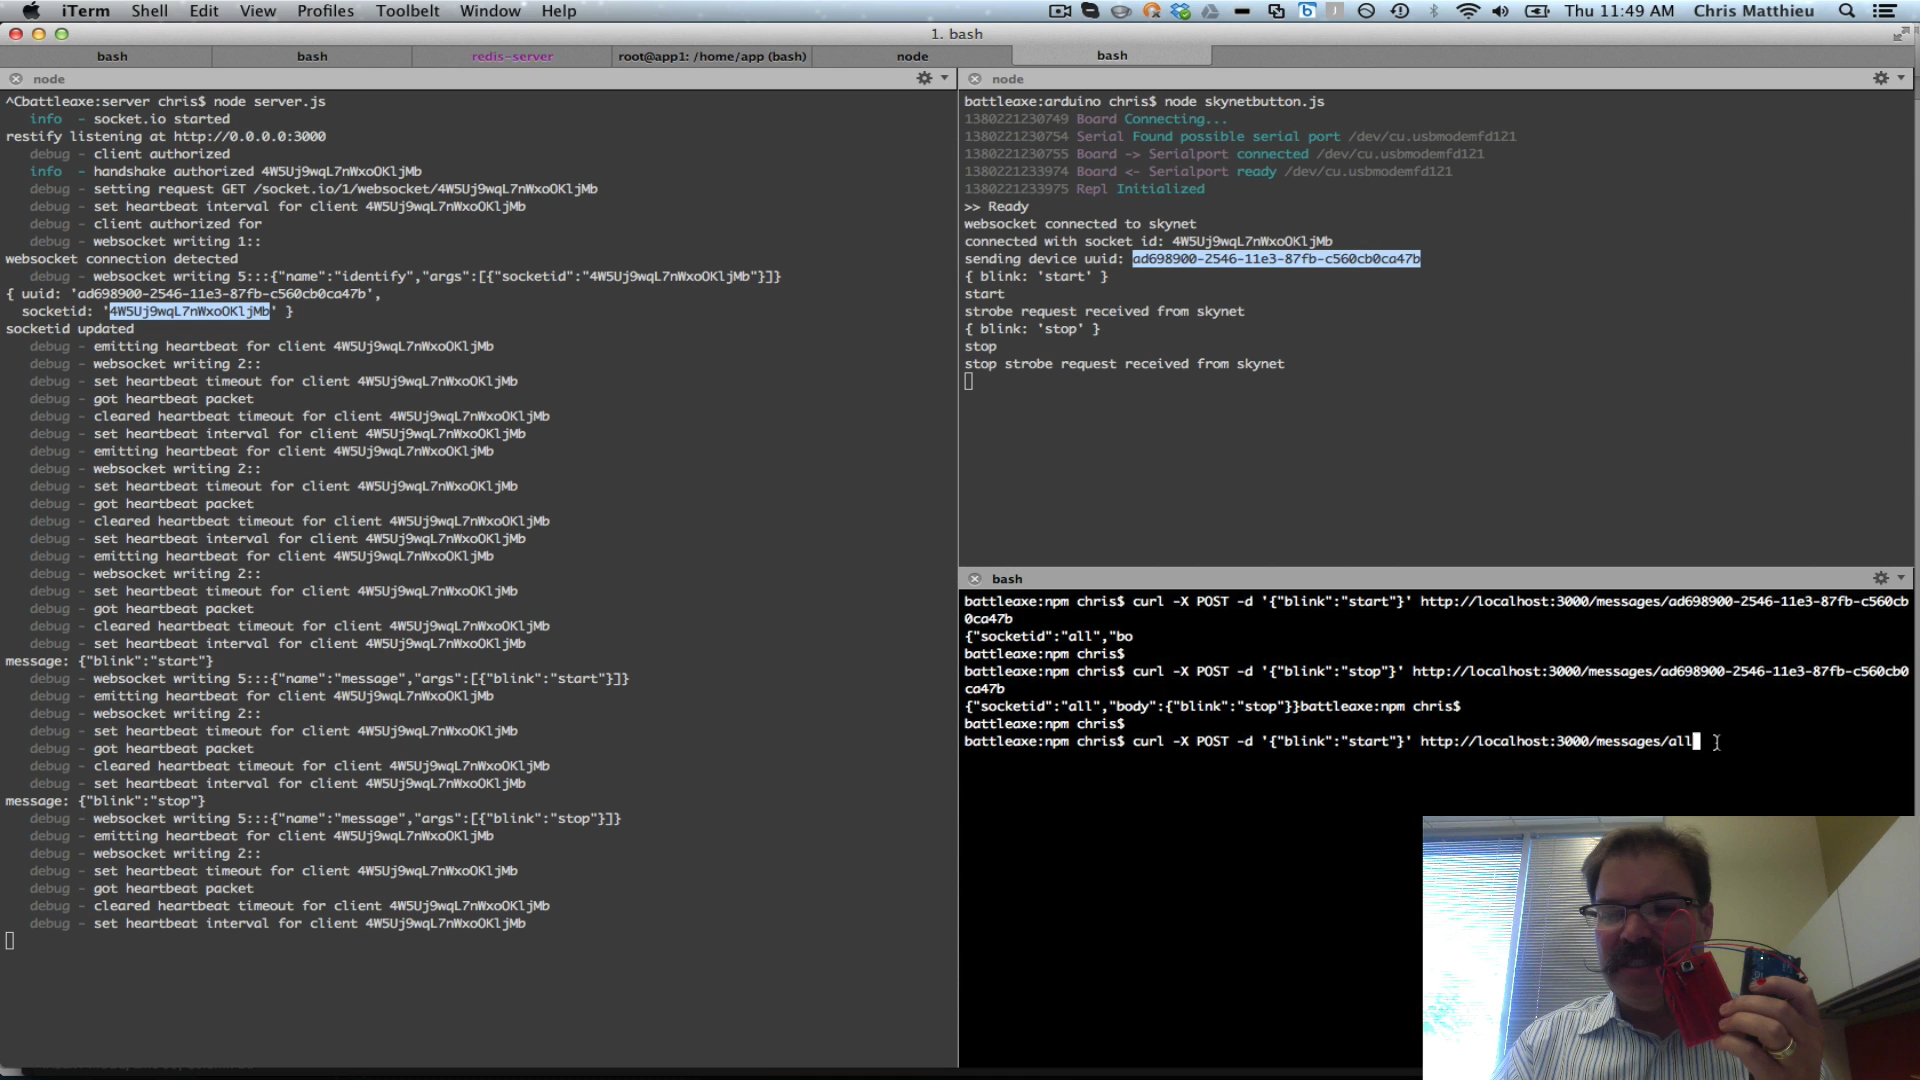 iTerm Shell Edit View Profiles Toolbelt Window Help Thu 11:49 AM Chris Matthieu
1. bash
bash bash redis-server root@app1: /home/app (bash) node bash
node
^Cbattleaxe:server chris$ node server.js
info - socket.io started
restify listening at http://0.0.0.0:3000
debug - client authorized
info - handshake authorized 4W5Uj9wqL7nWxoOKljMb
debug - setting request GET /socket.io/1/websocket/4W5Uj9wqL7nWxoOKljMb
debug - set heartbeat interval for client 4W5Uj9wqL7nWxoOKljMb
debug - client authorized for
debug - websocket writing 1::
websocket connection detected
debug - websocket writing 5:::{"name":"identify","args":[{"socketid":"4W5Uj9wqL7nWxoOKljMb"}]}
{ uuid: 'ad698900-2546-11e3-87fb-c560cb0ca47b',
socketid: '4W5Uj9wqL7nWxoOKljMb' }
socketid updated
debug - emitting heartbeat for client 4W5Uj9wqL7nWxoOKljMb
debug - websocket writing 2::
debug - set heartbeat timeout for client 4W5Uj9wqL7nWxoOKljMb
debug - got heartbeat packet
debug - cleared heartbeat timeout for client 4W5Uj9wqL7nWxoOKljMb
debug - set heartbeat interval for client 4W5Uj9wqL7nWxoOKljMb
debug - emitting heartbeat for client 4W5Uj9wqL7nWxoOKljMb
debug - websocket writing 2::
debug - set heartbeat timeout for client 4W5Uj9wqL7nWxoOKljMb
debug - got heartbeat packet
debug - cleared heartbeat timeout for client 4W5Uj9wqL7nWxoOKljMb
debug - set heartbeat interval for client 4W5Uj9wqL7nWxoOKljMb
debug - emitting heartbeat for client 4W5Uj9wqL7nWxoOKljMb
debug - websocket writing 2::
debug - set heartbeat timeout for client 4W5Uj9wqL7nWxoOKljMb
debug - got heartbeat packet
debug - cleared heartbeat timeout for client 4W5Uj9wqL7nWxoOKljMb
debug - set heartbeat interval for client 4W5Uj9wqL7nWxoOKljMb
message: {"blink":"start"}
debug - websocket writing 5:::{"name":"message","args":[{"blink":"start"}]}
debug - emitting heartbeat for client 4W5Uj9wqL7nWxoOKljMb
debug - websocket writing 2::
debug - set heartbeat timeout for client 4W5Uj9wqL7nWxoOKljMb
debug - got heartbeat packet
debug - cleared heartbeat timeout for client 4W5Uj9wqL7nWxoOKljMb
debug - set heartbeat interval for client 4W5Uj9wqL7nWxoOKljMb
message: {"blink":"stop"}
debug - websocket writing 5:::{"name":"message","args":[{"blink":"stop"}]}
debug - emitting heartbeat for client 4W5Uj9wqL7nWxoOKljMb
debug - websocket writing 2::
debug - set heartbeat timeout for client 4W5Uj9wqL7nWxoOKljMb
debug - got heartbeat packet
debug - cleared heartbeat timeout for client 4W5Uj9wqL7nWxoOKljMb
debug - set heartbeat interval for client 4W5Uj9wqL7nWxoOKljMb
node
battleaxe:arduino chris$ node skynetbutton.js
1380221230749 Board Connecting...
1380221230754 Serial Found possible serial port /dev/cu.usbmodemfd121
1380221230755 Board -> Serialport connected /dev/cu.usbmodemfd121
1380221233974 Board <- Serialport ready /dev/cu.usbmodemfd121
1380221233975 Repl Initialized
>> Ready
websocket connected to skynet
connected with socket id: 4W5Uj9wqL7nWxoOKljMb
sending device uuid: ad698900-2546-11e3-87fb-c560cb0ca47b
{ blink: 'start' }
start
strobe request received from skynet
{ blink: 'stop' }
stop
stop strobe request received from skynet
bash
battleaxe:npm chris$ curl -X POST -d '{"blink":"start"}' http://localhost:3000/messages/ad698900-2546-11e3-87fb-c560cb
0ca47b
{"socketid":"all","bo
battleaxe:npm chris$
battleaxe:npm chris$ curl -X POST -d '{"blink":"stop"}' http://localhost:3000/messages/ad698900-2546-11e3-87fb-c560cb0
ca47b
{"socketid":"all","body":{"blink":"stop"}}battleaxe:npm chris$
battleaxe:npm chris$
battleaxe:npm chris$ curl -X POST -d '{"blink":"start"}' http://localhost:3000/messages/all